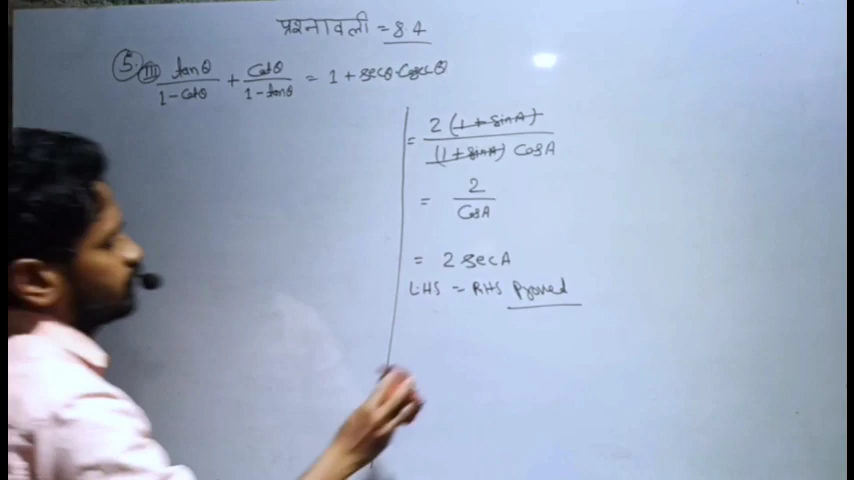 प्रश्नावली = 8.4
5. (III) tanθ / 1 - Cotθ + Cotθ / 1 - tanθ = 1 + secθ.Cosecθ
= 2 (1 + sinA) / (1 + sinA) CosA
= 2 / CosA
= 2 secA
LHS = RHS Proved